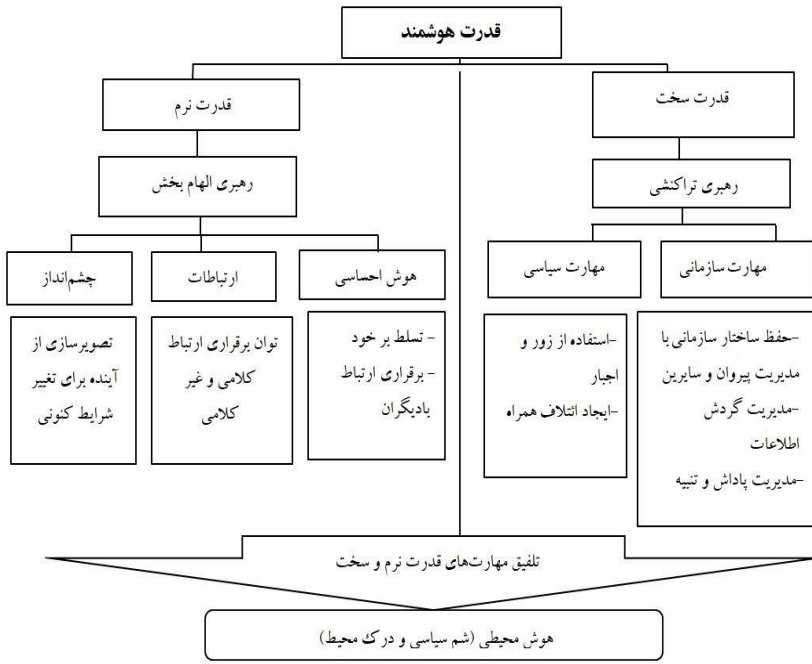 قدرت هوشمند
قدرت سخت
قدرت نرم
رهبری تراکنشی
رهبری الهام بخش
مهارت سازمانی
مهارت سیاسی
هوش احساسی
ارتباطات
چشم‌انداز
-حفظ ساختار سازمانی با
مدیریت پیروان و سایرین
-مدیریت گردش
اطلاعات
-مدیریت پاداش و تنبیه
-استفاده از زور و
اجبار
-ایجاد ائتلاف همراه
- تسلط بر خود
- برقراری ارتباط
بادیگران
توان برقراری ارتباط
کلامی و غیر
کلامی
تصویرسازی از
آینده برای تغییر
شرایط کنونی
تلفیق مهارت‌های قدرت نرم و سخت
هوش محیطی (شم سیاسی و درک محیط)